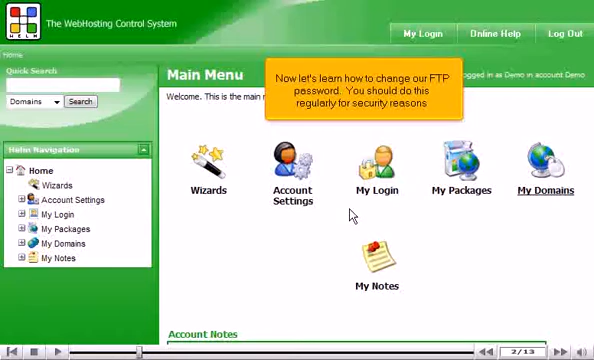 HELM
The WebHosting Control System
My Login
Online Help
Log Out
Home
Quick Search
Domains
Search
Main Menu
Now let's learn how to change our FTP
password. You should do this
regularly for security reasons
ogged in as Demo in account Demo
Welcome. This is the main
Helm Navigation
Home
Wizards
Account Settings
My Login
My Packages
My Domains
My Notes
Wizards
Account
Settings
My Login
My Packages
My Domains
My Notes
Account Notes
2/13